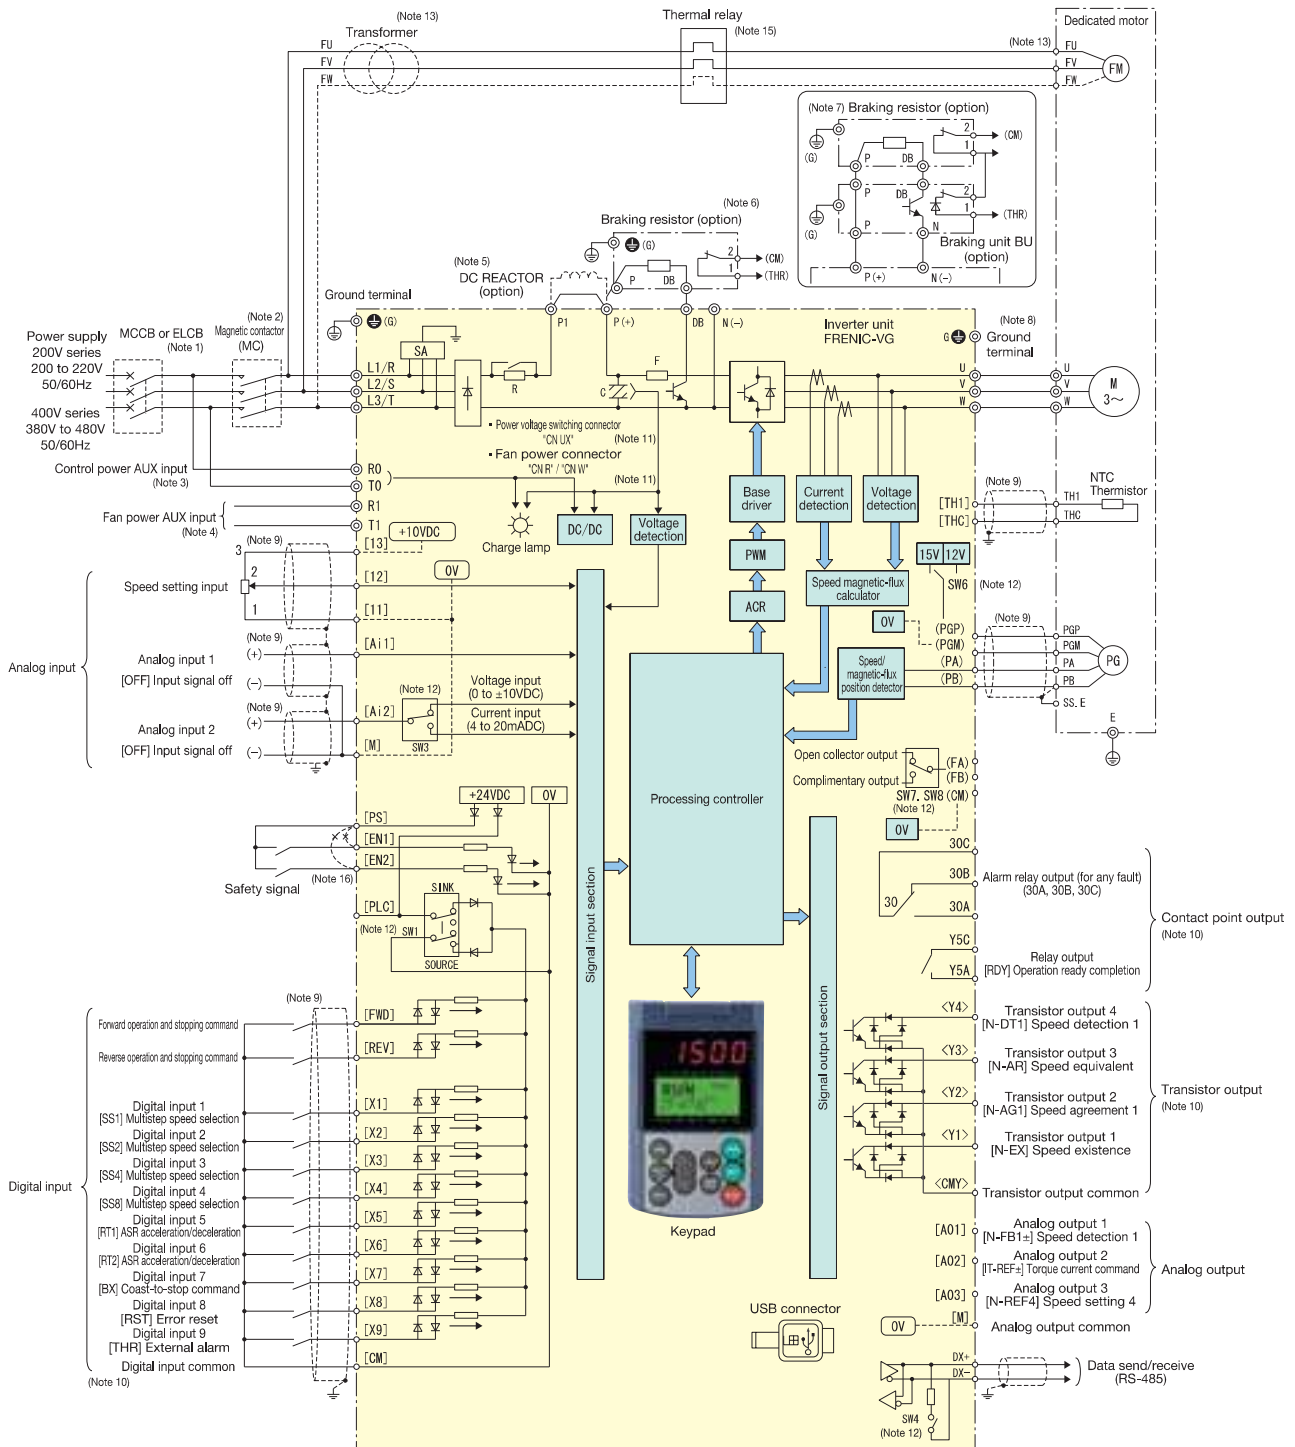 (Note 13)
Transformer
FU
FV
FW
Thermal relay
(Note 15)
Dedicated motor
(Note 13)
FU
FV
FW
FM
(Note 7) Braking resistor (option)
(G)
P
DB
2
1
(CM)
(G)
P
DB
2
1
(THR)
P
N
Braking unit BU
(option)
P(+)
N(−)
(Note 6)
Braking resistor (option)
(G)
P
DB
2
1
(CM)
(THR)
(Note 5)
DC REACTOR
(option)
Ground terminal
(G)
P1
P(+)
DB
N(−)
Inverter unit
FRENIC-VG
(Note 8)
G
Ground
terminal
Power supply
200V series
200 to 220V
50/60Hz
400V series
380V to 480V
50/60Hz
MCCB or ELCB
(Note 1)
(Note 2)
Magnetic contactor
(MC)
L1/R
L2/S
L3/T
SA
R
C
F
U
V
W
U
V
W
M
3~
Control power AUX input
(Note 3)
R0
T0
Fan power AUX input
(Note 4)
R1
T1
▪ Power voltage switching connector
"CN UX"
(Note 11)
▪ Fan power connector
"CN R" / "CN W"
(Note 11)
Charge lamp
DC/DC
Voltage
detection
Base
driver
PWM
ACR
Current
detection
Voltage
detection
Speed magnetic-flux
calculator
Speed/
magnetic-flux
position detector
[TH1]
[THC]
(Note 9)
TH1
THC
NTC
Thermistor
15V
12V
SW6
(Note 12)
0V
(PGP)
(PGM)
(PA)
(PB)
(Note 9)
PGP
PGM
PA
PB
SS.E
PG
E
Analog input
3
(Note 9)
2
1
Speed setting input
[13]
+10VDC
[12]
0V
[11]
(Note 9)
Analog input 1
(+)
[OFF] Input signal off
(−)
[Ai1]
(Note 9)
Analog input 2
(+)
[OFF] Input signal off
(−)
[Ai2]
(Note 12)
SW3
[M]
Voltage input
(0 to ±10VDC)
Current input
(4 to 20mADC)
Processing controller
Signal input section
Signal output section
Open collector output
Complimentary output
(FA)
(FB)
SW7. SW8
(CM)
(Note 12)
0V
+24VDC
0V
[PS]
[EN1]
[EN2]
Safety signal
(Note 16)
[PLC]
(Note 12)
SW1
SINK
SOURCE
30C
30B
30
30A
Alarm relay output (for any fault)
(30A, 30B, 30C)
Y5C
Y5A
Relay output
[RDY] Operation ready completion
Contact point output
(Note 10)
<Y4>
Transistor output 4
[N-DT1] Speed detection 1
<Y3>
Transistor output 3
[N-AR] Speed equivalent
<Y2>
Transistor output 2
[N-AG1] Speed agreement 1
<Y1>
Transistor output 1
[N-EX] Speed existence
<CMY>
Transistor output common
Transistor output
(Note 10)
Digital input
(Note 10)
(Note 9)
Forward operation and stopping command
[FWD]
Reverse operation and stopping command
[REV]
Digital input 1
[SS1] Multistep speed selection
[X1]
Digital input 2
[SS2] Multistep speed selection
[X2]
Digital input 3
[SS4] Multistep speed selection
[X3]
Digital input 4
[SS8] Multistep speed selection
[X4]
Digital input 5
[RT1] ASR acceleration/deceleration
[X5]
Digital input 6
[RT2] ASR acceleration/deceleration
[X6]
Digital input 7
[BX] Coast-to-stop command
[X7]
Digital input 8
[RST] Error reset
[X8]
Digital input 9
[THR] External alarm
[X9]
Digital input common
[CM]
1500
Keypad
USB connector
[A01]
Analog output 1
[N-FB1±] Speed detection 1
[A02]
Analog output 2
[IT-REF±] Torque current command
[A03]
Analog output 3
[N-REF4] Speed setting 4
0V
[M]
Analog output common
Analog output
DX+
DX−
SW4
(Note 12)
Data send/receive
(RS-485)